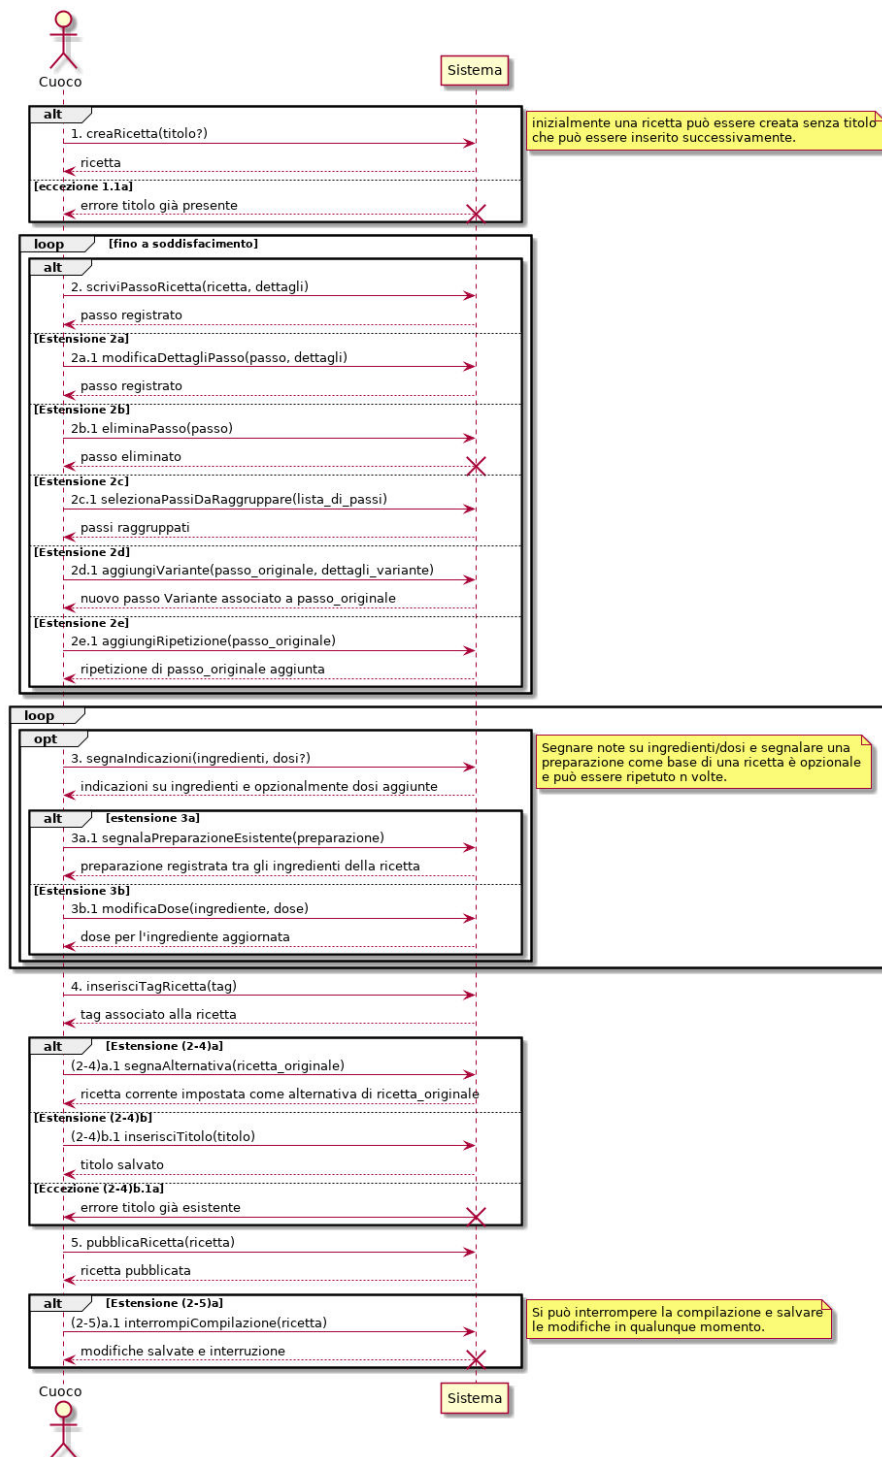 Cuoco
Sistema
alt
1. creaRicetta(titolo?)
inizialmente una ricetta può essere creata senza titolo
che può essere inserito successivamente.
ricetta
[eccezione 1.1a]
errore titolo già presente
loop [fino a soddisfacimento]
alt
2. scriviPassoRicetta(ricetta, dettagli)
passo registrato
[Estensione 2a]
2a.1 modificaDettagliPasso(passo, dettagli)
passo registrato
[Estensione 2b]
2b.1 eliminaPasso(passo)
passo eliminato
[Estensione 2c]
2c.1 selezionaPassiDaRaggruppare(lista_di_passi)
passi raggruppati
[Estensione 2d]
2d.1 aggiungiVariante(passo_originale, dettagli_variante)
nuovo passo Variante associato a passo_originale
[Estensione 2e]
2e.1 aggiungiRipetizione(passo_originale)
ripetizione di passo_originale aggiunta
loop
opt
3. segnaIndicazioni(ingredienti, dosi?)
Segnare note su ingredienti/dosi e segnalare una
preparazione come base di una ricetta è opzionale
e può essere ripetuto n volte.
indicazioni su ingredienti e opzionalmente dosi aggiunte
alt [estensione 3a]
3a.1 segnalaPreparazioneEsistente(preparazione)
preparazione registrata tra gli ingredienti della ricetta
[Estensione 3b]
3b.1 modificaDose(ingrediente, dose)
dose per l'ingrediente aggiornata
4. inserisciTagRicetta(tag)
tag associato alla ricetta
alt [Estensione (2-4)a]
(2-4)a.1 segnaAlternativa(ricetta_originale)
ricetta corrente impostata come alternativa di ricetta_originale
[Estensione (2-4)b]
(2-4)b.1 inserisciTitolo(titolo)
titolo salvato
[Eccezione (2-4)b.1a]
errore titolo già esistente
5. pubblicaRicetta(ricetta)
ricetta pubblicata
alt [Estensione (2-5)a]
(2-5)a.1 interrompiCompilazione(ricetta)
Si può interrompere la compilazione e salvare
le modifiche in qualunque momento.
modifiche salvate e interruzione
Cuoco
Sistema